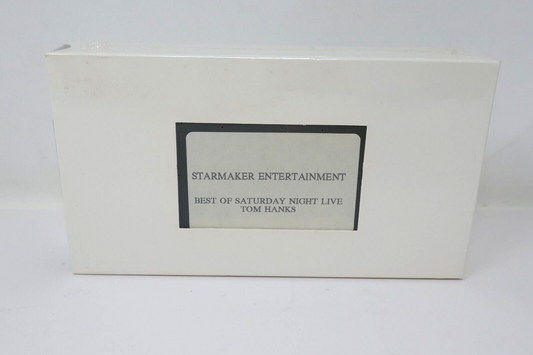 STARMAKER ENTERTAINMENT
BEST OF SATURDAY NIGHT LIVE
TOM HANKS